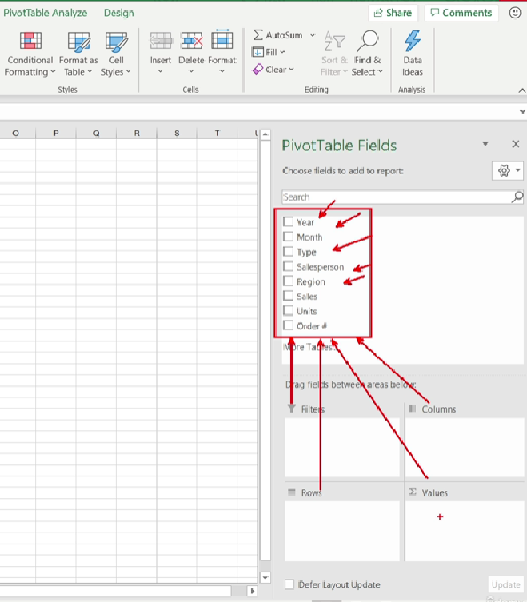 PivotTable Analyze Design Share Comments
AutoSum
Fill
Clear
Conditional Formatting
Format as Table
Cell Styles
Insert
Delete
Format
Sort & Filter
Find & Select
Data Ideas
Styles Cells Editing Analysis
O P Q R S T U
PivotTable Fields
Choose fields to add to report:
Search
Year
Month
Type
Salesperson
Region
Sales
Units
Order #
More Tables...
Drag fields between areas below:
Filters
Columns
Rows
Values
Defer Layout Update
Update